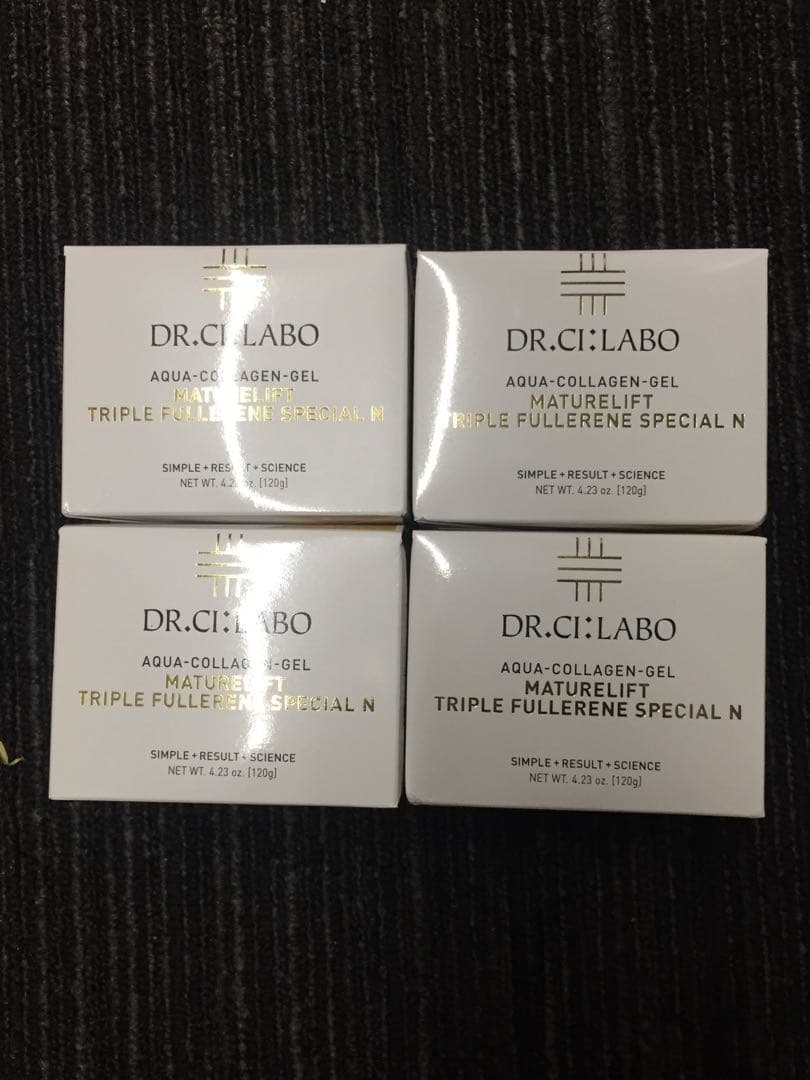 DR.CI:LABO
AQUA-COLLAGEN-GEL
MATURELIFT
TRIPLE FULLERENE SPECIAL N
SIMPLE + RESULT + SCIENCE
NET WT. 4.23 oz. [120g]
DR.CI:LABO
AQUA-COLLAGEN-GEL
MATURELIFT
TRIPLE FULLERENE SPECIAL N
SIMPLE + RESULT + SCIENCE
NET WT. 4.23 oz. [120g]
DR.CI:LABO
AQUA-COLLAGEN-GEL
MATURELIFT
TRIPLE FULLERENE SPECIAL N
SIMPLE + RESULT + SCIENCE
NET WT. 4.23 oz. [120g]
DR.CI:LABO
AQUA-COLLAGEN-GEL
MATURELIFT
TRIPLE FULLERENE SPECIAL N
SIMPLE + RESULT + SCIENCE
NET WT. 4.23 oz. [120g]